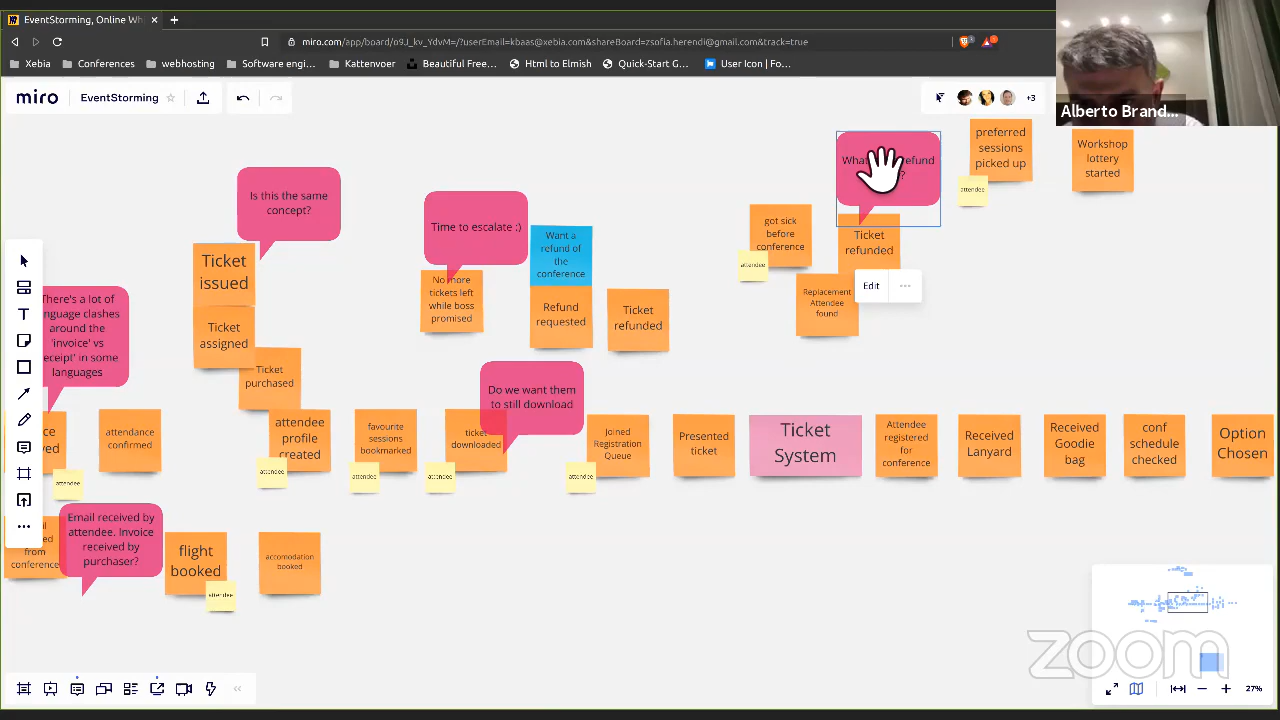 EventStorming, Online Wh
miro.com/app/board/o9J_kv_YdvM=/?userEmail=kbaas@xebia.com&shareBoard=zsofia.herendi@gmail.com&track=true
Xebia
Conferences
webhosting
Software engi...
Kattenvoer
Beautiful Free...
Html to Elmish
Quick-Start G...
User Icon | Fo...
miro
EventStorming
+3
Alberto Brand...
Is this the same
concept?
Time to escalate :)
Want a
refund of
the
conference
What
refund
?
preferred
sessions
picked up
attendee
Workshop
lottery
started
got sick
before
conference
attendee
Ticket
refunded
Replacement
Attendee
found
Edit
Ticket
issued
Ticket
assigned
Ticket
purchased
No more
tickets left
while boss
promised
Refund
requested
Ticket
refunded
There's a lot of
language clashes
around the
'invoice' vs
'receipt' in some
languages
Do we want them
to still download
attendance
confirmed
attendee
attendee
profile
created
attendee
favourite
sessions
bookmarked
attendee
ticket
downloaded
attendee
joined
Registration
Queue
attendee
Presented
ticket
Ticket
System
Attendee
registered
for
conference
Received
Lanyard
Received
Goodie
bag
conf
schedule
checked
Option
Chosen
from
conference
Email received by
attendee. Invoice
received by
purchaser?
flight
booked
attendee
accomodation
booked
zoom
27%